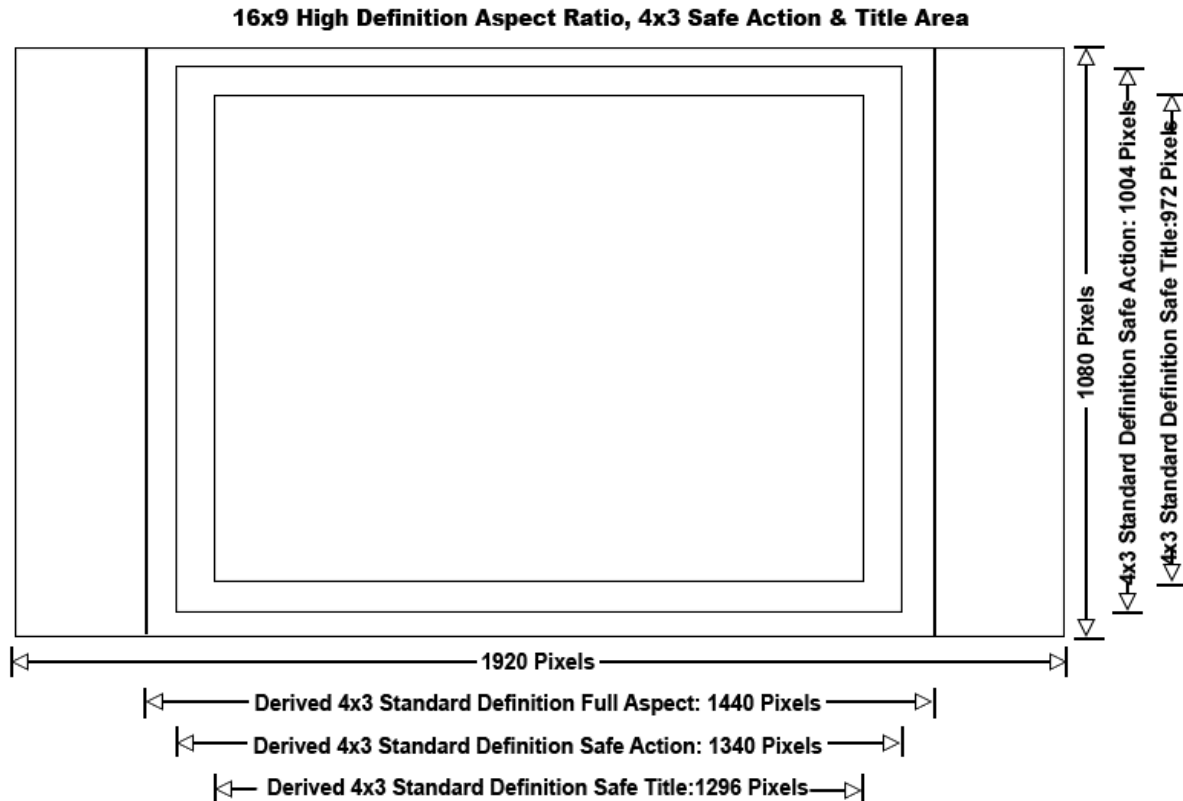 16x9 High Definition Aspect Ratio, 4x3 Safe Action & Title Area
1080 Pixels
4x3 Standard Definition Safe Action: 1004 Pixels
4x3 Standard Definition Safe Title:972 Pixels
1920 Pixels
Derived 4x3 Standard Definition Full Aspect: 1440 Pixels
Derived 4x3 Standard Definition Safe Action: 1340 Pixels
Derived 4x3 Standard Definition Safe Title:1296 Pixels